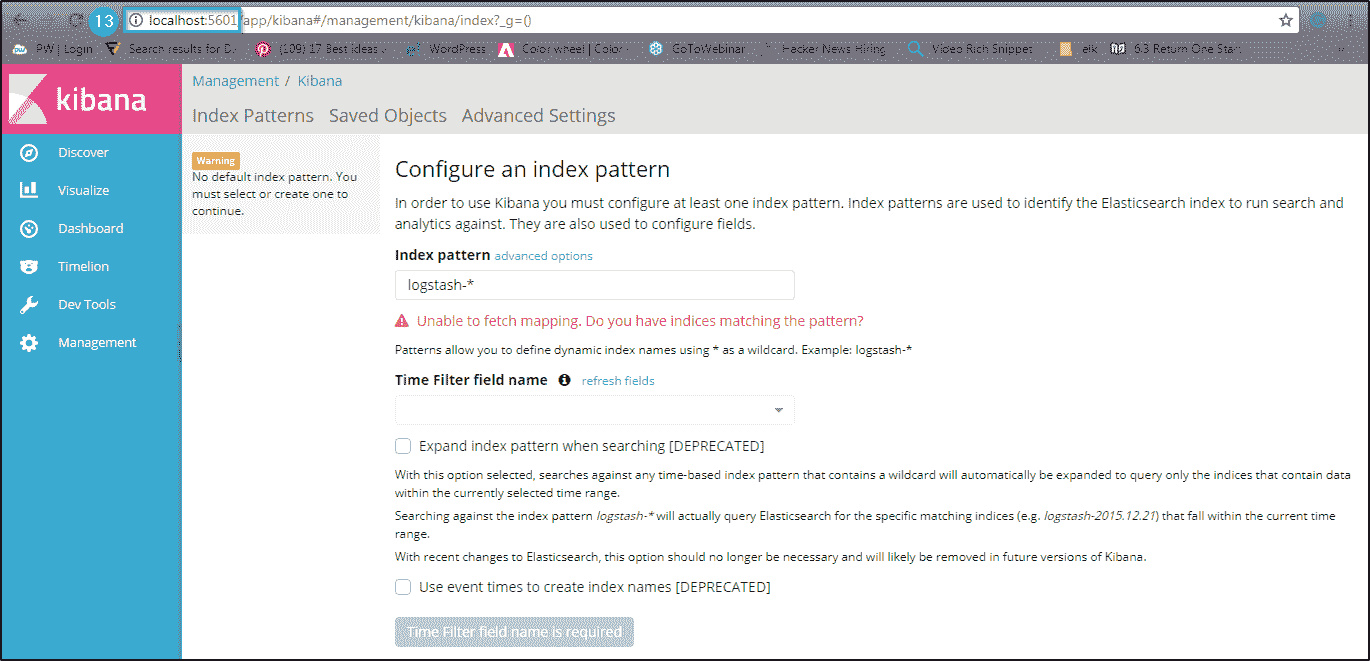 13
localhost:5601/app/kibana#/management/kibana/index?_g=()
PW | Login Search results for D (109) 17 Best ideas WordPress Color wheel | Color GoToWebinar Hacker News Hiring Video Rich Snippet elk 6.3 Return One Start
kibana
Management / Kibana
Index Patterns Saved Objects Advanced Settings
Discover
Visualize
Dashboard
Timelion
Dev Tools
Management
Warning
No default index pattern. You
must select or create one to
continue.
Configure an index pattern
In order to use Kibana you must configure at least one index pattern. Index patterns are used to identify the Elasticsearch index to run search and
analytics against. They are also used to configure fields.
Index pattern advanced options
logstash-*
Unable to fetch mapping. Do you have indices matching the pattern?
Patterns allow you to define dynamic index names using * as a wildcard. Example: logstash-*
Time Filter field name refresh fields
Expand index pattern when searching [DEPRECATED]
With this option selected, searches against any time-based index pattern that contains a wildcard will automatically be expanded to query only the indices that contain data
within the currently selected time range.
Searching against the index pattern logstash-* will actually query Elasticsearch for the specific matching indices (e.g. logstash-2015.12.21) that fall within the current time
range.
With recent changes to Elasticsearch, this option should no longer be necessary and will likely be removed in future versions of Kibana.
Use event times to create index names [DEPRECATED]
Time Filter field name is required